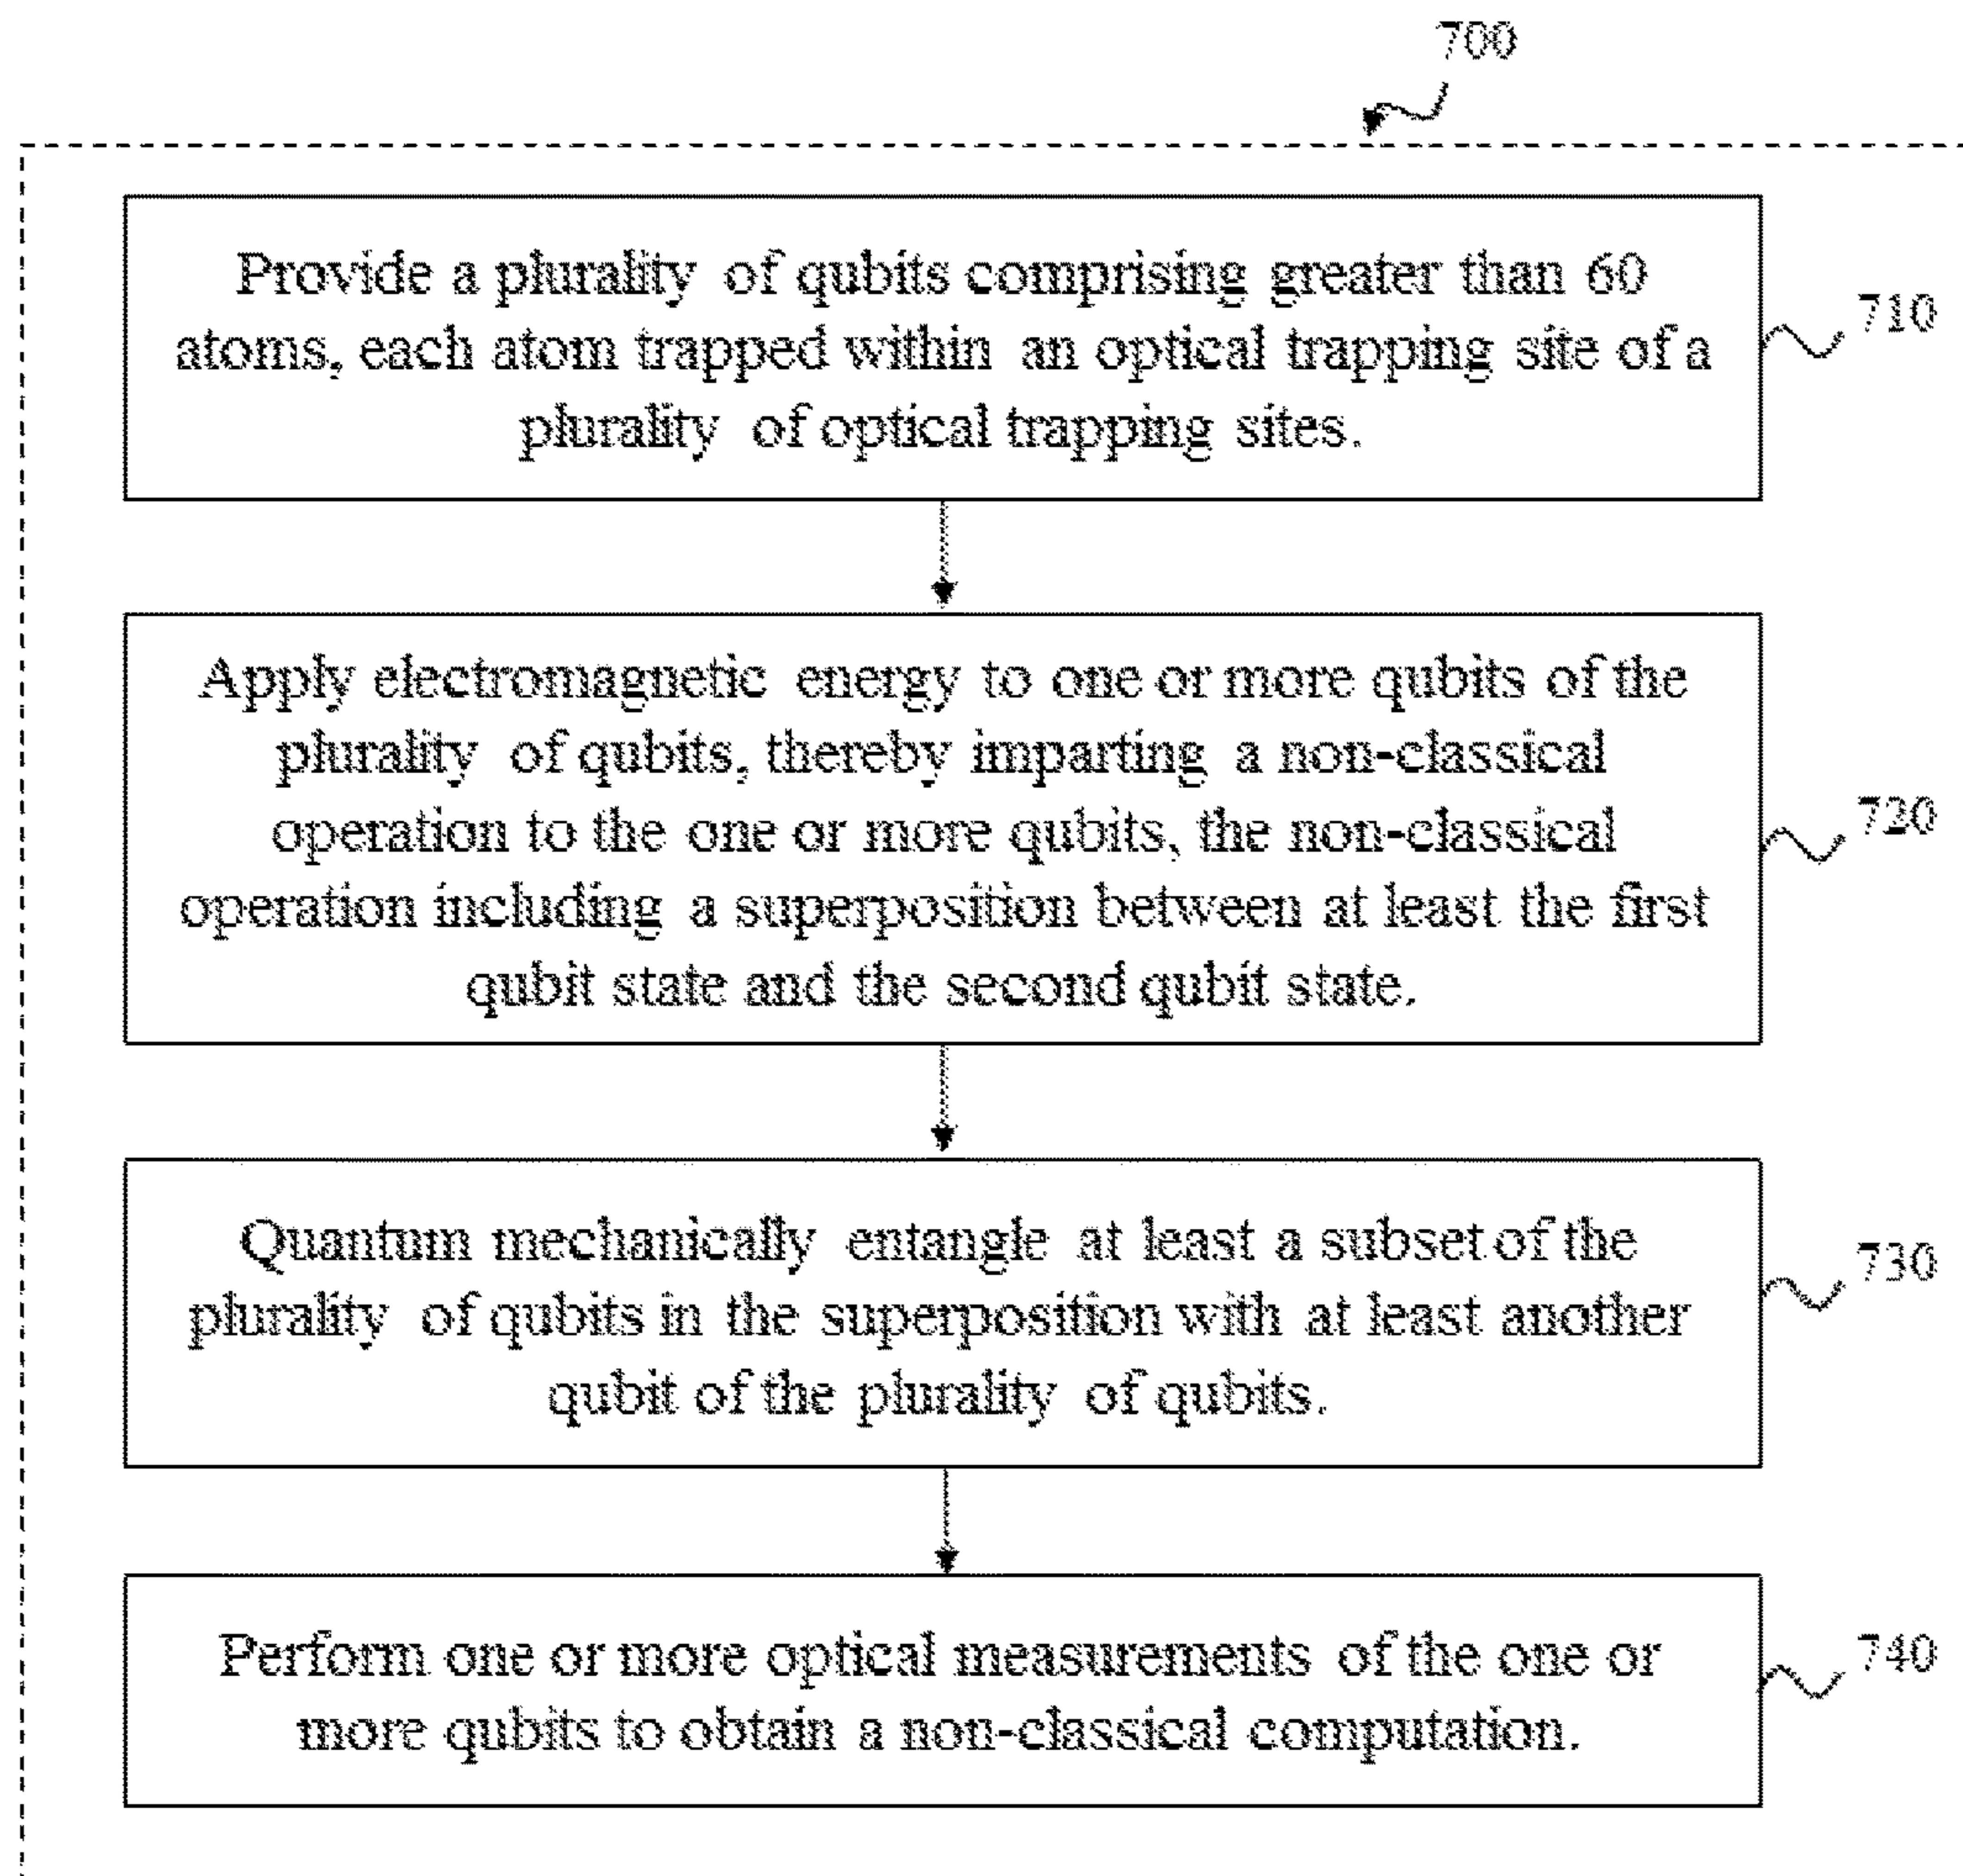 700
Provide a plurality of qubits comprising greater than 60
atoms, each atom trapped within an optical trapping site of a
plurality of optical trapping sites.
710
Apply electromagnetic energy to one or more qubits of the
plurality of qubits, thereby imparting a non-classical
operation to the one or more qubits, the non-classical
operation including a superposition between at least the first
qubit state and the second qubit state.
720
Quantum mechanically entangle at least a subset of the
plurality of qubits in the superposition with at least another
qubit of the plurality of qubits.
730
Perform one or more optical measurements of the one or
more qubits to obtain a non-classical computation.
740